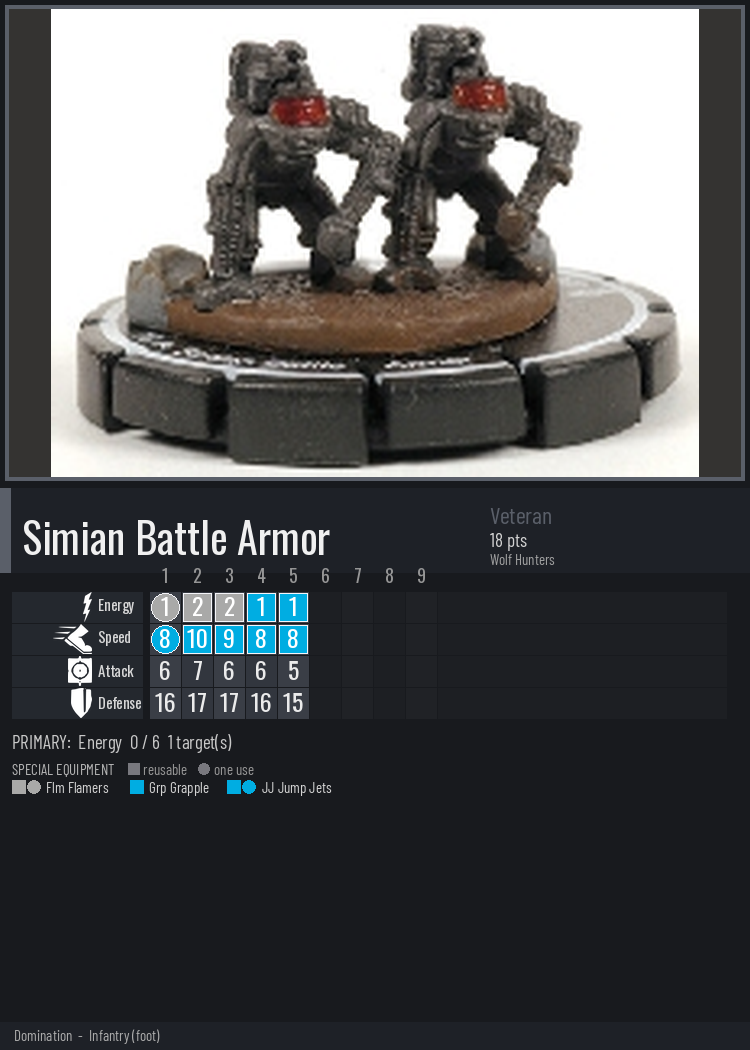 Simian Battle Armor
Veteran
18 pts
Wolf Hunters
1 2 3 4 5 6 7 8 9
Energy 1 2 2 1 1
Speed 8 10 9 8 8
Attack 6 7 6 6 5
Defense 16 17 17 16 15
PRIMARY: Energy 0 / 6 1 target(s)
SPECIAL EQUIPMENT reusable one use
Flm Flamers Grp Grapple JJ Jump Jets
Domination - Infantry (foot)